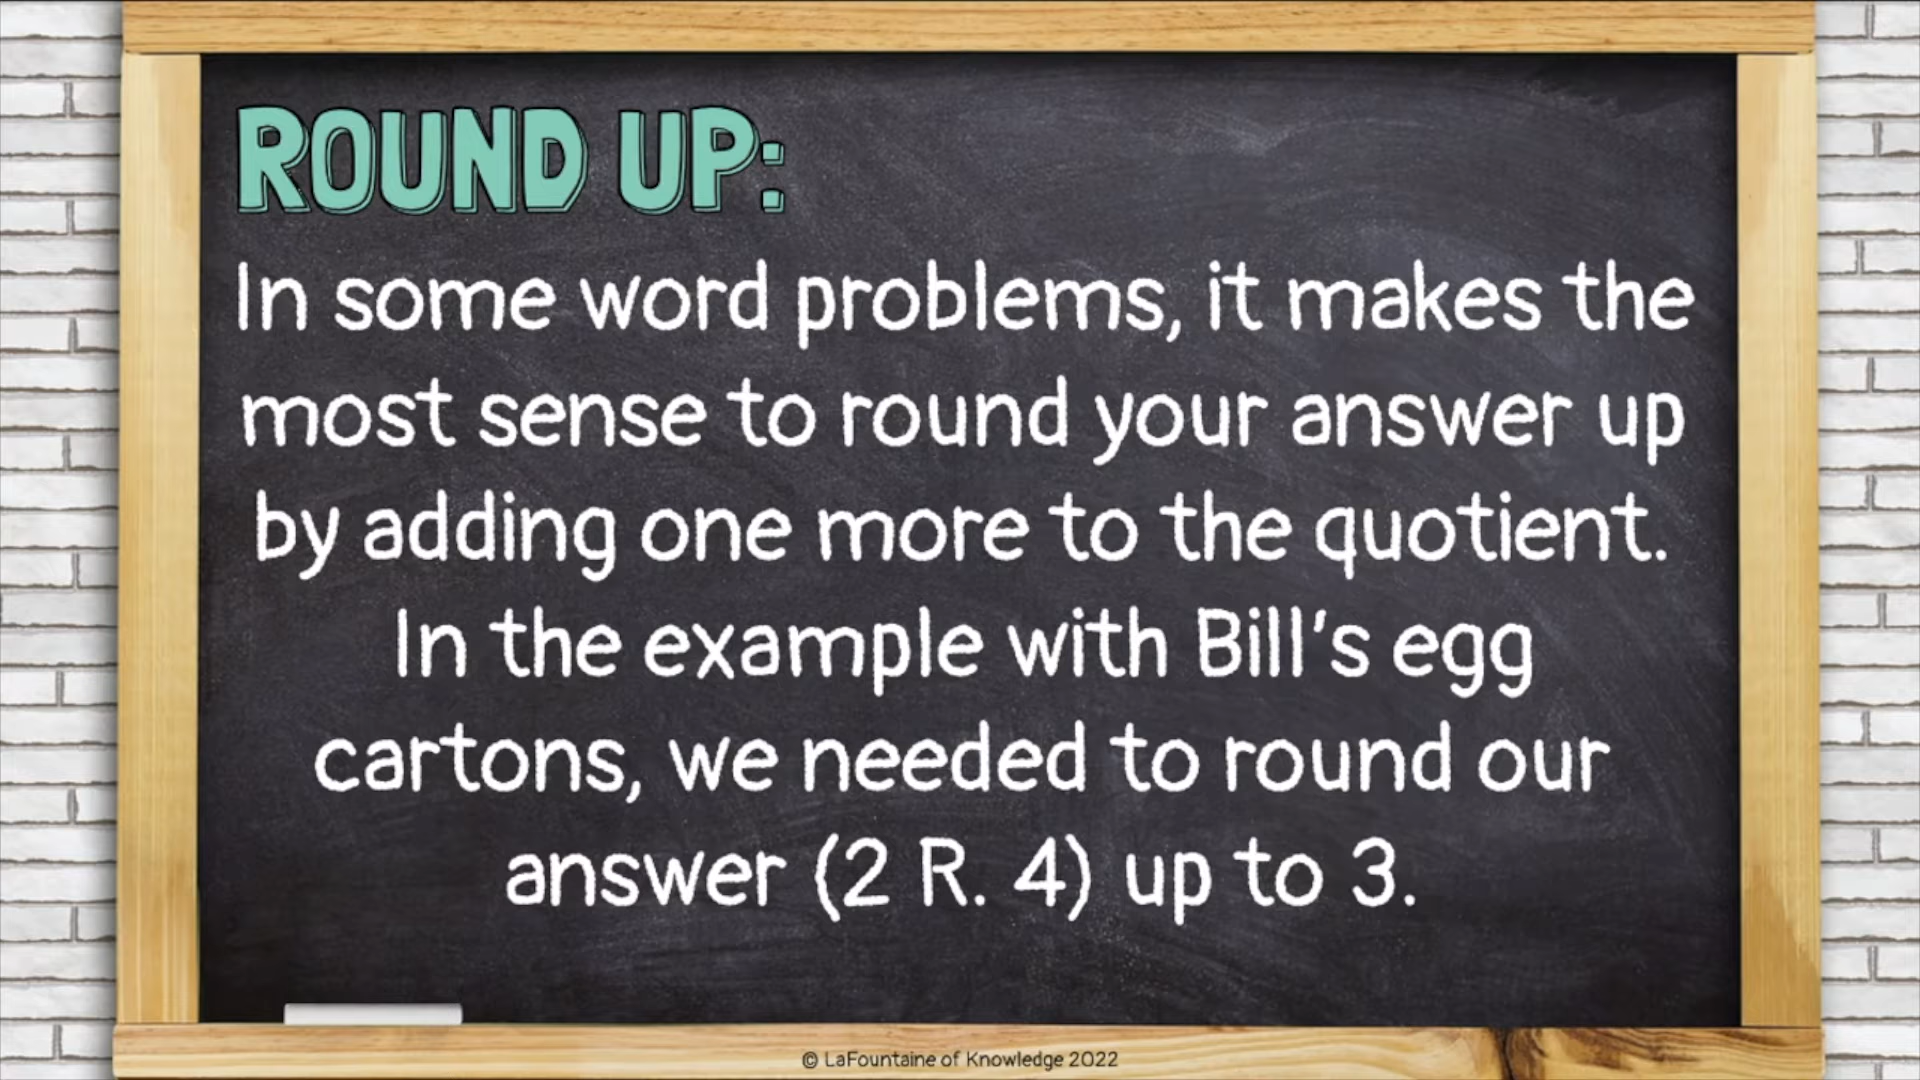 ROUND UP:
In some word problems, it makes the
most sense to round your answer up
by adding one more to the quotient.
In the example with Bill's egg
cartons, we needed to round our
answer (2 R. 4) up to 3.
© LaFountaine of Knowledge 2022